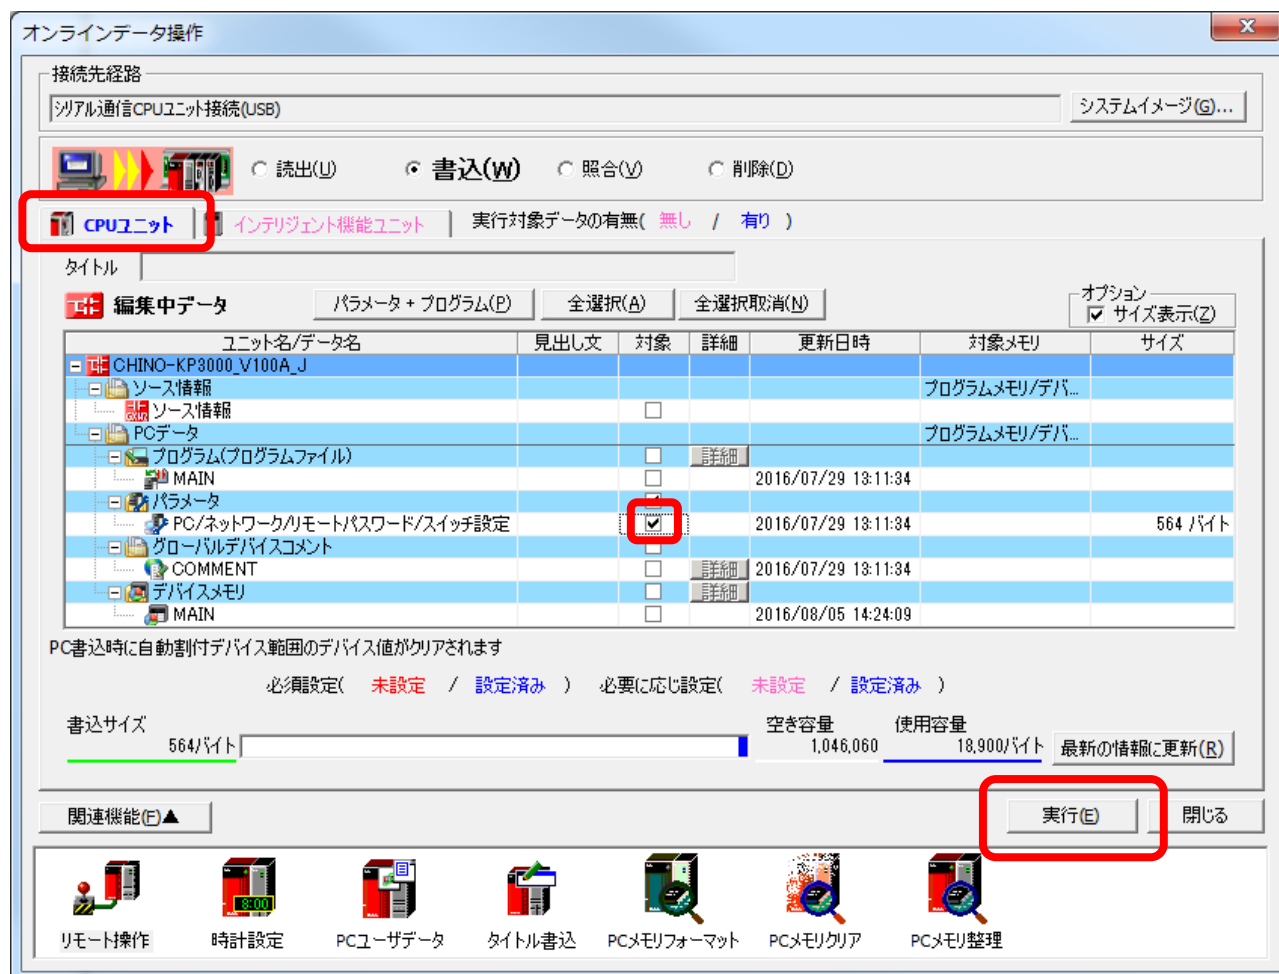 オンラインデータ操作
接続先経路
シリアル通信CPUユニット接続(USB)
システムイメージ(G)...
読出(U)
書込(W)
照合(V)
削除(D)
CPUユニット
インテリジェント機能ユニット
実行対象データの有無( 無し / 有り )
タイトル
編集中データ
パラメータ + プログラム(P)
全選択(A)
全選択取消(N)
オプション
サイズ表示(Z)
ユニット名/データ名 見出し文 対象 詳細 更新日時 対象メモリ サイズ
CHINO-KP3000_V100A_J
ソース情報 プログラムメモリ/デバ...
ソース情報
PCデータ プログラムメモリ/デバ...
プログラム(プログラムファイル) 詳細
MAIN 2016/07/29 13:11:34
パラメータ
PC/ネットワーク/リモートパスワード/スイッチ設定 2016/07/29 13:11:34 564 バイト
グローバルデバイスコメント
COMMENT 詳細 2016/07/29 13:11:34
デバイスメモリ 詳細
MAIN 2016/08/05 14:24:09
PC書込時に自動割付デバイス範囲のデバイス値がクリアされます
必須設定( 未設定 / 設定済み ) 必要に応じ設定( 未設定 / 設定済み )
書込サイズ
564バイト
空き容量
1,046,060
使用容量
18,900バイト
最新の情報に更新(R)
関連機能(F)▲
実行(E)
閉じる
8:00
リモート操作
時計設定
PCユーザデータ
タイトル書込
PCメモリフォーマット
PCメモリクリア
PCメモリ整理